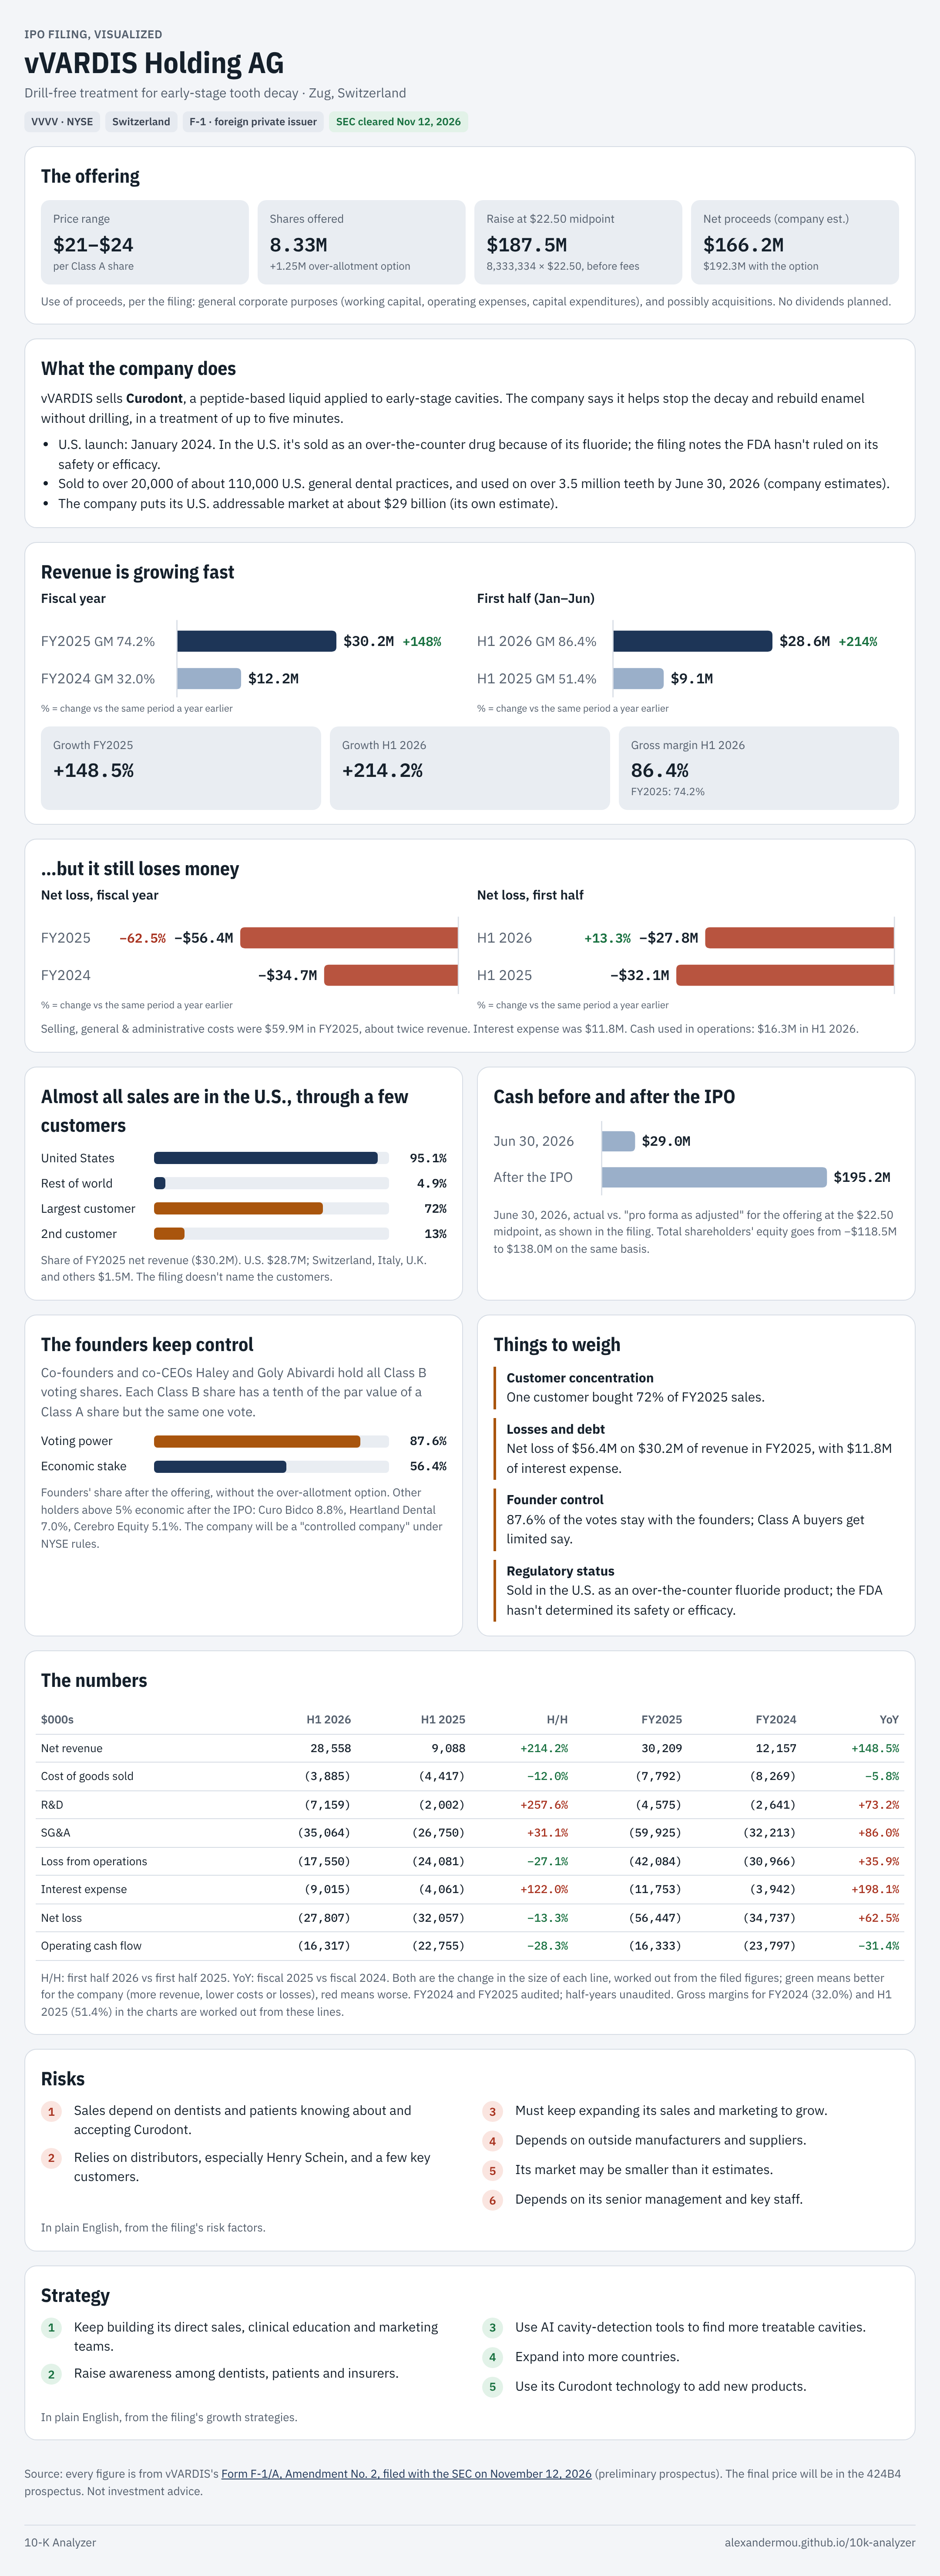 IPO FILING, VISUALIZED
vVARDIS Holding AG
Drill-free treatment for early-stage tooth decay · Zug, Switzerland
VVVV · NYSE
Switzerland
F-1 · foreign private issuer
SEC cleared Nov 12, 2026
The offering
Price range
$21–$24
per Class A share
Shares offered
8.33M
+1.25M over-allotment option
Raise at $22.50 midpoint
$187.5M
8,333,334 × $22.50, before fees
Net proceeds (company est.)
$166.2M
$192.3M with the option
Use of proceeds, per the filing: general corporate purposes (working capital, operating expenses, capital expenditures), and possibly acquisitions. No dividends planned.
What the company does
vVARDIS sells Curodont, a peptide-based liquid applied to early-stage cavities. The company says it helps stop the decay and rebuild enamel
without drilling, in a treatment of up to five minutes.
• U.S. launch: January 2024. In the U.S. it's sold as an over-the-counter drug because of its fluoride; the filing notes the FDA hasn't ruled on its
safety or efficacy.
• Sold to over 20,000 of about 110,000 U.S. general dental practices, and used on over 3.5 million teeth by June 30, 2026 (company estimates).
• The company puts its U.S. addressable market at about $29 billion (its own estimate).
Revenue is growing fast
Fiscal year
FY2025 GM 74.2% $30.2M +148%
FY2024 GM 32.0% $12.2M
% = change vs the same period a year earlier
First half (Jan–Jun)
H1 2026 GM 86.4% $28.6M +214%
H1 2025 GM 51.4% $9.1M
% = change vs the same period a year earlier
Growth FY2025
+148.5%
Growth H1 2026
+214.2%
Gross margin H1 2026
86.4%
FY2025: 74.2%
…but it still loses money
Net loss, fiscal year
FY2025 −62.5% −$56.4M
FY2024 −$34.7M
% = change vs the same period a year earlier
Net loss, first half
H1 2026 +13.3% −$27.8M
H1 2025 −$32.1M
% = change vs the same period a year earlier
Selling, general & administrative costs were $59.9M in FY2025, about twice revenue. Interest expense was $11.8M. Cash used in operations: $16.3M in H1 2026.
Almost all sales are in the U.S., through a few
customers
United States 95.1%
Rest of world 4.9%
Largest customer 72%
2nd customer 13%
Share of FY2025 net revenue ($30.2M). U.S. $28.7M; Switzerland, Italy, U.K.
and others $1.5M. The filing doesn't name the customers.
Cash before and after the IPO
Jun 30, 2026 $29.0M
After the IPO $195.2M
June 30, 2026, actual vs. "pro forma as adjusted" for the offering at the $22.50
midpoint, as shown in the filing. Total shareholders' equity goes from −$118.5M
to $138.0M on the same basis.
The founders keep control
Co-founders and co-CEOs Haley and Goly Abivardi hold all Class B
voting shares. Each Class B share has a tenth of the par value of a
Class A share but the same one vote.
Voting power 87.6%
Economic stake 56.4%
Founders' share after the offering, without the over-allotment option. Other
holders above 5% economic after the IPO: Curo Bidco 8.8%, Heartland Dental
7.0%, Cerebro Equity 5.1%. The company will be a "controlled company" under
NYSE rules.
Things to weigh
Customer concentration
One customer bought 72% of FY2025 sales.
Losses and debt
Net loss of $56.4M on $30.2M of revenue in FY2025, with $11.8M
of interest expense.
Founder control
87.6% of the votes stay with the founders; Class A buyers get
limited say.
Regulatory status
Sold in the U.S. as an over-the-counter fluoride product; the FDA
hasn't determined its safety or efficacy.
The numbers
$000s H1 2026 H1 2025 H/H FY2025 FY2024 YoY
Net revenue 28,558 9,088 +214.2% 30,209 12,157 +148.5%
Cost of goods sold (3,885) (4,417) −12.0% (7,792) (8,269) −5.8%
R&D (7,159) (2,002) +257.6% (4,575) (2,641) +73.2%
SG&A (35,064) (26,750) +31.1% (59,925) (32,213) +86.0%
Loss from operations (17,550) (24,081) −27.1% (42,084) (30,966) +35.9%
Interest expense (9,015) (4,061) +122.0% (11,753) (3,942) +198.1%
Net loss (27,807) (32,057) −13.3% (56,447) (34,737) +62.5%
Operating cash flow (16,317) (22,755) −28.3% (16,333) (23,797) −31.4%
H/H: first half 2026 vs first half 2025. YoY: fiscal 2025 vs fiscal 2024. Both are the change in the size of each line, worked out from the filed figures; green means better
for the company (more revenue, lower costs or losses), red means worse. FY2024 and FY2025 audited; half-years unaudited. Gross margins for FY2024 (32.0%) and H1
2025 (51.4%) in the charts are worked out from these lines.
Risks
1 Sales depend on dentists and patients knowing about and
accepting Curodont.
2 Relies on distributors, especially Henry Schein, and a few key
customers.
3 Must keep expanding its sales and marketing to grow.
4 Depends on outside manufacturers and suppliers.
5 Its market may be smaller than it estimates.
6 Depends on its senior management and key staff.
In plain English, from the filing's risk factors.
Strategy
1 Keep building its direct sales, clinical education and marketing
teams.
2 Raise awareness among dentists, patients and insurers.
3 Use AI cavity-detection tools to find more treatable cavities.
4 Expand into more countries.
5 Use its Curodont technology to add new products.
In plain English, from the filing's growth strategies.
Source: every figure is from vVARDIS's Form F-1/A, Amendment No. 2, filed with the SEC on November 12, 2026 (preliminary prospectus). The final price will be in the 424B4
prospectus. Not investment advice.
10-K Analyzer
alexandermou.github.io/10k-analyzer